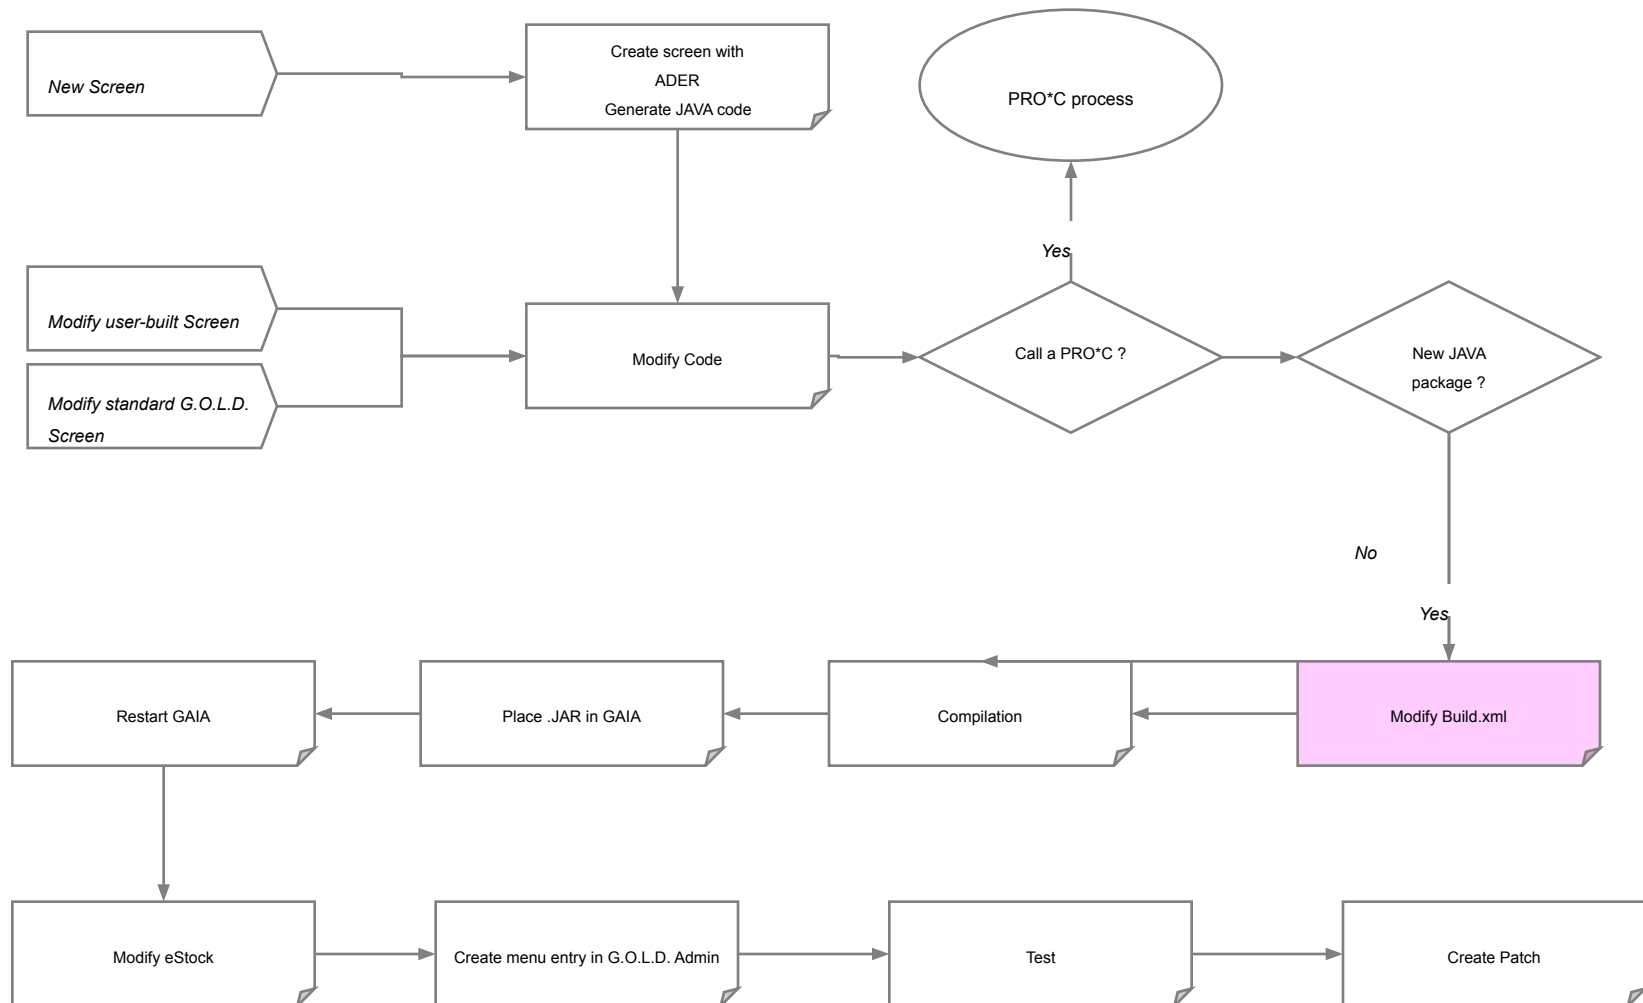 New Screen
Create screen with
ADER
Generate JAVA code
PRO*C process
Yes
Modify user-built Screen
Modify standard G.O.L.D.
Screen
Modify Code
Call a PRO*C ?
New JAVA
package ?
No
Yes
Restart GAIA
Place .JAR in GAIA
Compilation
Modify Build.xml
Modify eStock
Create menu entry in G.O.L.D. Admin
Test
Create Patch